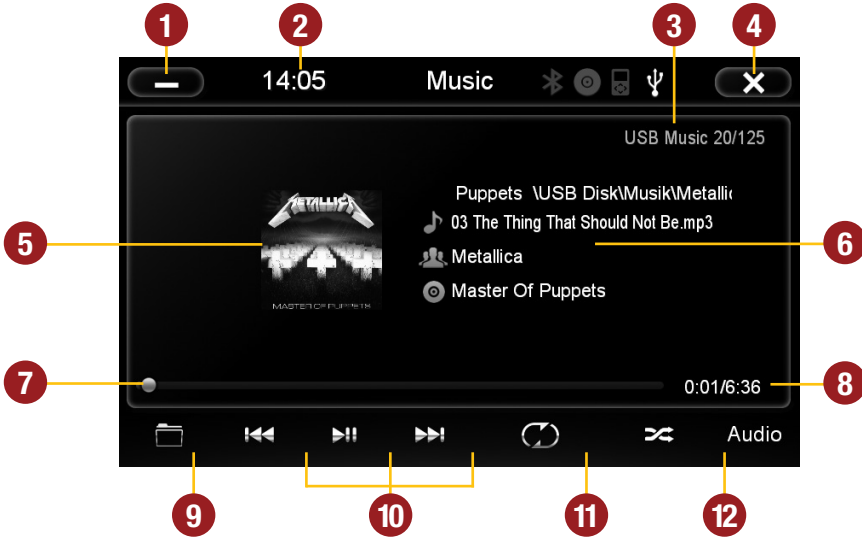 1 2 3 4
14:05 Music
USB Music 20/125
METALLICA
MASTER OF PUPPETS
Puppets \USB Disk\Musik\Metallic
5 6
03 The Thing That Should Not Be.mp3
Metallica
Master Of Puppets
7 8
0:01/6:36
Audio
9 10 11 12